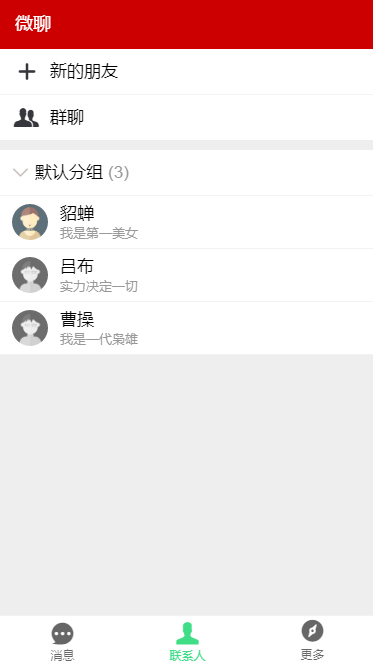 微聊
新的朋友
群聊
默认分组 (3)
貂蝉
我是第一美女
吕布
实力决定一切
曹操
我是一代枭雄
消息
联系人
更多